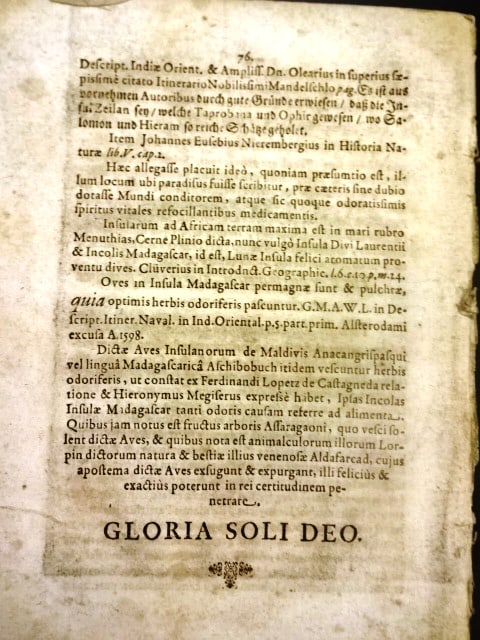 76.
Descript. Indiæ Orient. & Ampliss. Dn. Olearius in superius sæ-
pissimè citato Itinerario Nobilissimi Mandelschlo pag. Es ist aus
vornehmen Autoribus durch gute Gründe erwiesen / daß die In-
sul Zeilan sey / welche Taprobana und Ophir gewesen / wo Sa-
lomon und Hieram so reiche Schätze geholet.
Item Johannes Eusebius Nierembergius in Historia Na-
turæ lib. V. cap. 2.
Hæc allegasse placuit ideò, quoniam præsumtio est, il-
lum locum ubi paradisus fuisse scribitur, præ cæteris sine dubio
dotasse Mundi conditorem, atque sic quoque odoratissimis
spiritus vitales refocillantibus medicamentis.
Insularum ad Africam terram maxima est in mari rubro
Menuthias, Cerne Plinio dicta, nunc vulgò Insula Divi Laurentii
& Incolis Madagascar, id est, Lunæ Insula felici aromatum pro-
ventu dives. Clüverius in Introduct. Geographic. l. 6. c. 10. p. m. 24.
Oves in Insula Madagascar permagnæ sunt & pulchræ,
quia optimis herbis odoriferis pascuntur. G. M. A. W. L. in De-
script. Itiner. Naval. in Ind. Oriental. p. 5. part. prim. Alsterodami
excusa A. 1598.
Dictæ Aves Insulanorum de Maldivis Anacangrispasqui
vel linguâ Madagascaricâ Aschibobuch itidem vescuntur herbis
odoriferis, ut constat ex Ferdinandi Lopetz de Castagneda rela-
tione & Hieronymus Megiserus expressè habet, Ipsas Incolas
Insulæ Madagascar tanti odoris causam referre ad alimenta.
Quibus jam notus est fructus arboris Assaragaoni, quo vesci so-
lent dictæ Aves, & quibus nota est animalculorum illorum Lor-
pin dictorum natura & bestiæ illius venenosæ Aldafarcad, cujus
apostema dictæ Aves exsugunt & expurgant, illi feliciùs &
exactiùs poterunt in rei certitudinem pe-
netrare.
GLORIA SOLI DEO.